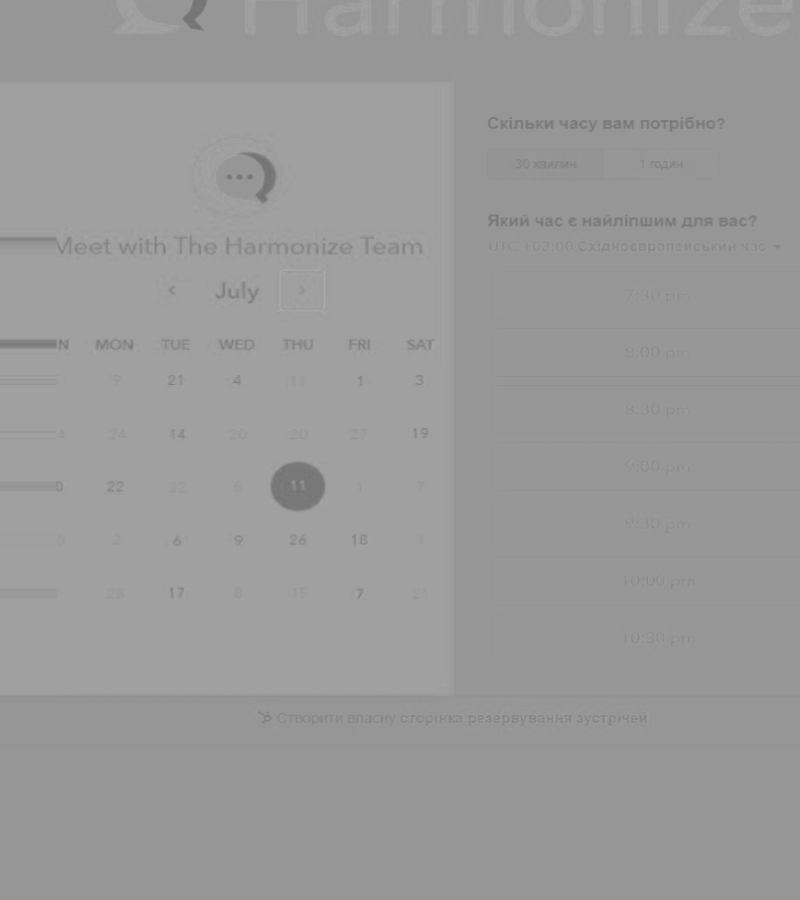 Harmonize
Meet with The Harmonize Team
July
N MON TUE WED THU FRI SAT
9 21 4 11 1 3
4 24 14 20 20 27 19
0 22 22 6 11 1 7
0 2 6 9 26 18 1
28 17 8 15 7 21
Скільки часу вам потрібно?
30 хвилин 1 годин
Який час є найліпшим для вас?
UTC +02:00 Східноєвропейський час
7:30 pm
8:00 pm
8:30 pm
9:00 pm
9:30 pm
10:00 pm
10:30 pm
Створити власну сторінка резервування зустрічей